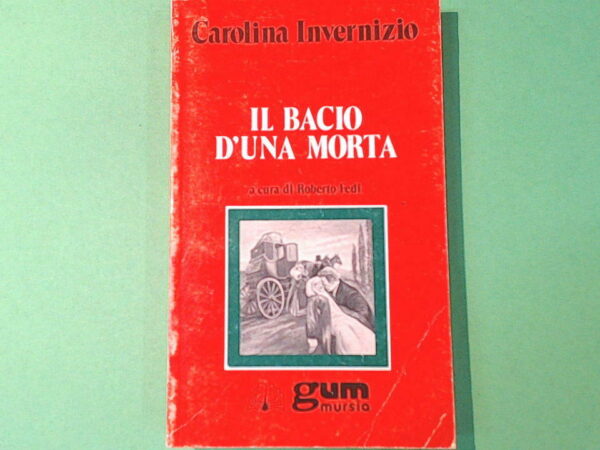 Carolina Invernizio
IL BACIO
D'UNA MORTA
a cura di Roberto Fedi
gum
mursia